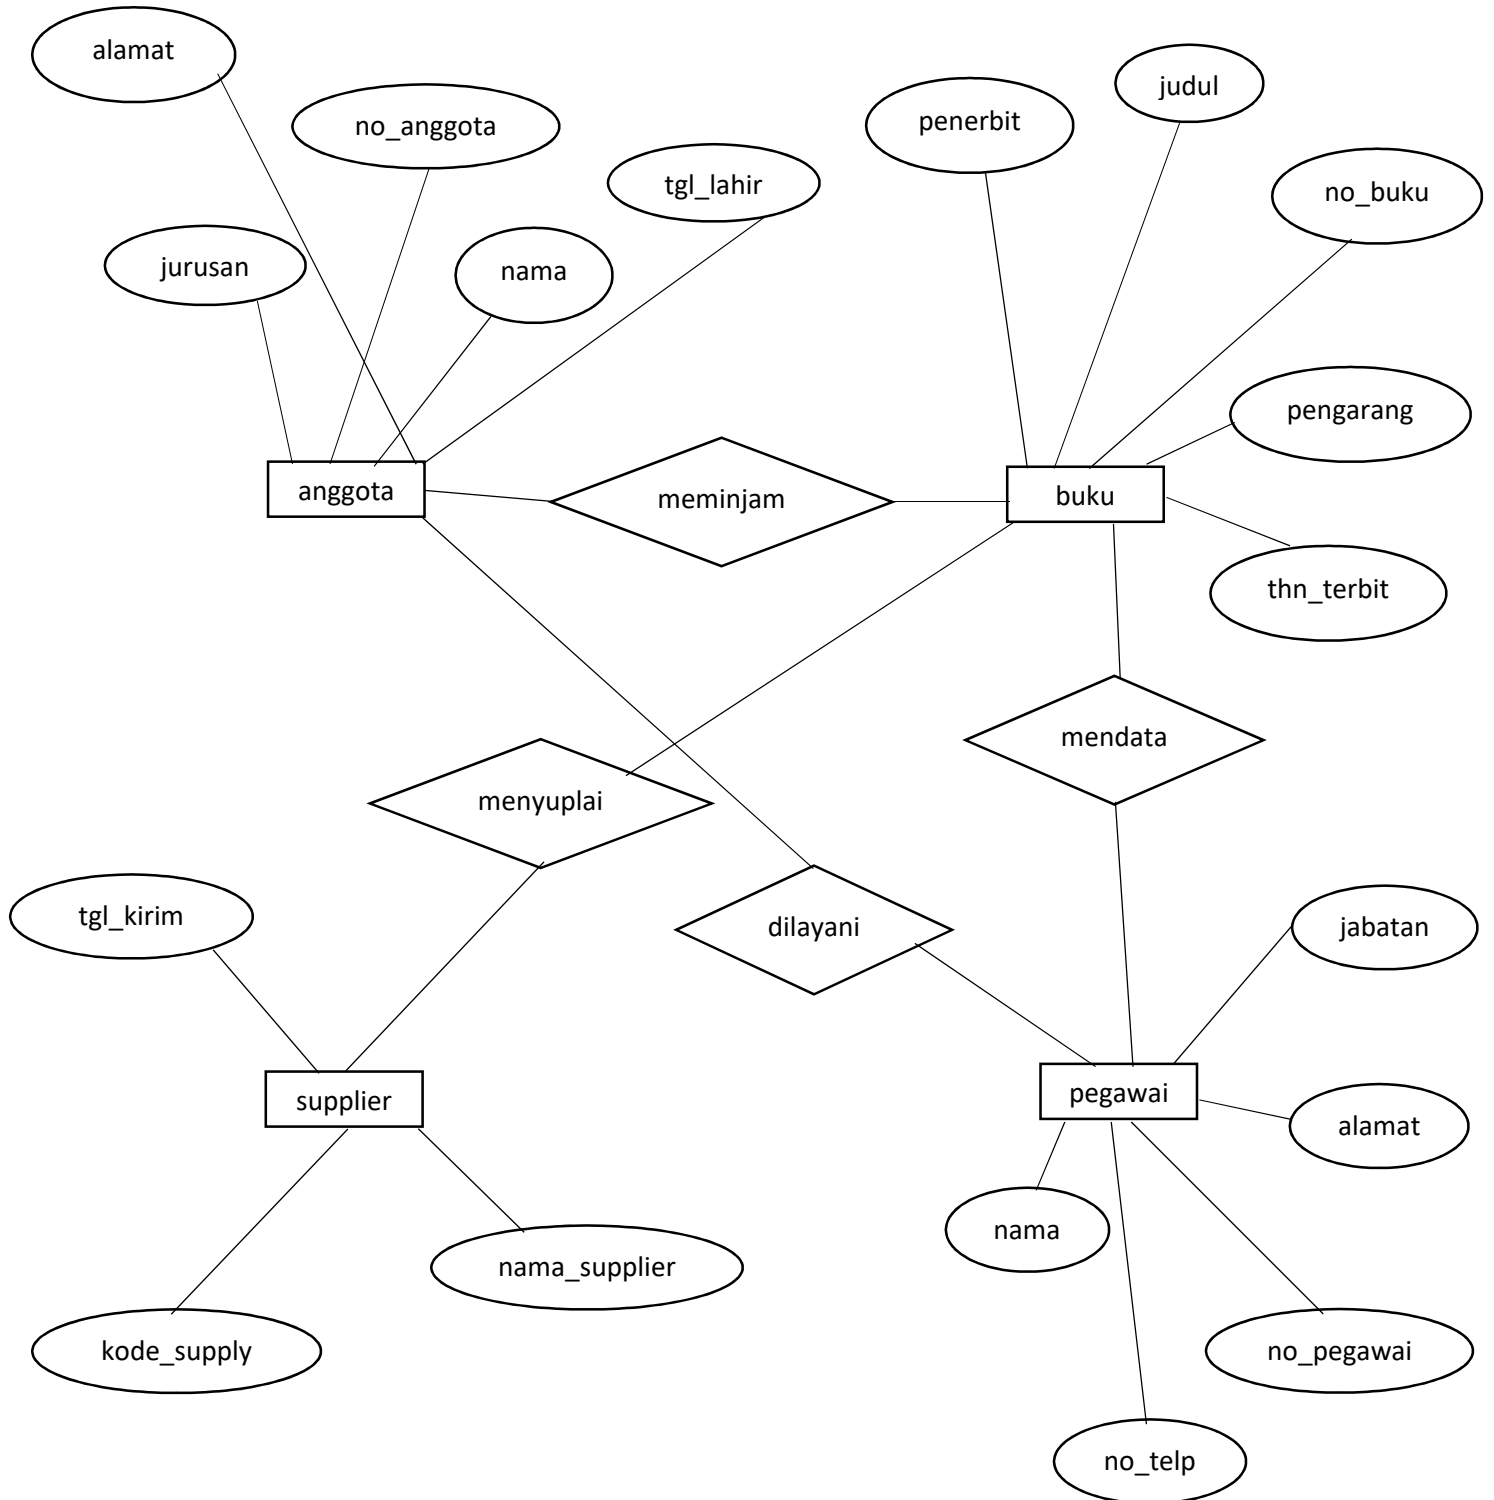 alamat
judul
penerbit
no_anggota
tgl_lahir
no_buku
jurusan
nama
pengarang
anggota
meminjam
buku
thn_terbit
mendata
menyuplai
tgl_kirim
dilayani
jabatan
supplier
pegawai
alamat
nama
nama_supplier
kode_supply
no_pegawai
no_telp